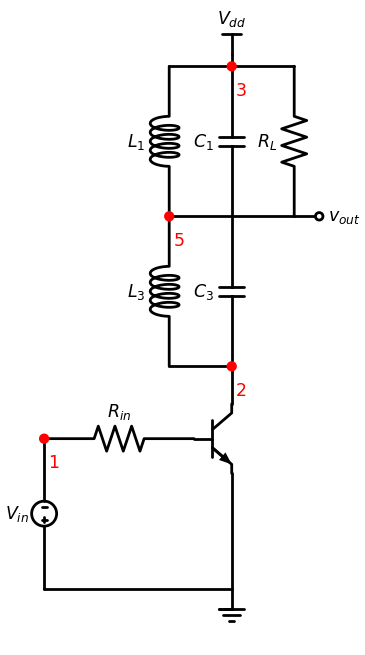 V_dd
3
L_1 C_1 R_L
v_out
5
L_3 C_3
2
R_in
1
V_in